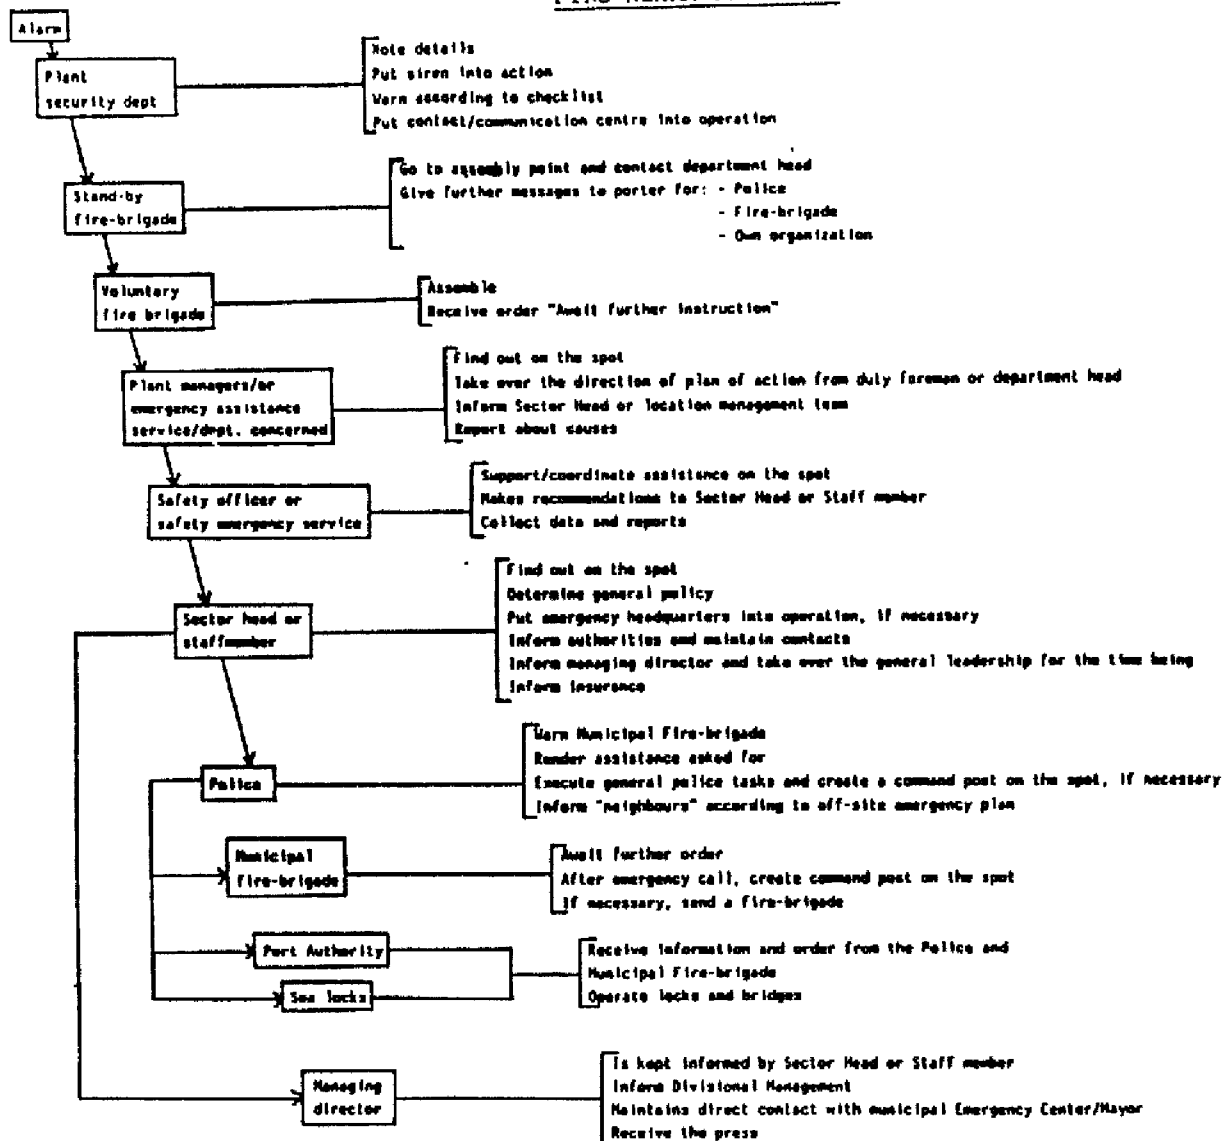 Alarm
Plant
security dept
Note details
Put siren into action
Warn according to checklist
Put contact/communication centre into operation
Stand-by
fire-brigade
Go to assembly point and contact department head
Give further messages to porter for: - Police
- Fire-brigade
- Own organization
Voluntary
fire brigade
Assemble
Receive order "Await further instruction"
Plant managers/or
emergency assistance
service/dept. concerned
Find out on the spot
Take over the direction of plan of action from duty foreman or department head
Inform Sector Head or location management team
Report about causes
Safety officer or
safety emergency service
Support/coordinate assistance on the spot
Makes recommendations to Sector Head or Staff member
Collect data and reports
Sector head or
staffmember
Find out on the spot
Determine general policy
Put emergency headquarters into operation, if necessary
Inform authorities and maintain contacts
Inform managing director and take over the general leadership for the time being
Inform insurance
Police
Warn Municipal Fire-brigade
Render assistance asked for
Execute general police tasks and create a command post on the spot, if necessary
Inform "neighbours" according to off-site emergency plan
Municipal
fire-brigade
Await further order
After emergency call, create command post on the spot
If necessary, send a fire-brigade
Port Authority
Sea locks
Receive information and order from the Police and
Municipal Fire-brigade
Operate locks and bridges
Managing
director
Is kept informed by Sector Head or Staff member
Inform Divisional Management
Maintains direct contact with municipal Emergency Center/Mayor
Receive the press